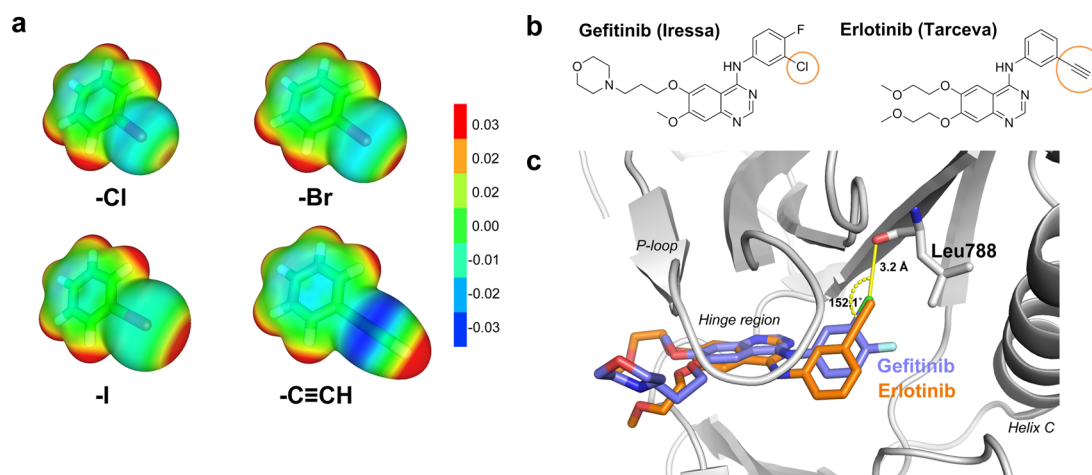 a
-Cl
-Br
-I
-C≡CH
0.03
0.02
0.02
0.00
-0.01
-0.01
-0.03
b
Gefitinib (Iressa)
Erlotinib (Tarceva)
F
Cl
HN
O
N
O
N
O
N
HN
O
O
N
O
O
N
c
P-loop
Hinge region
Leu788
3.2 Å
152.1°
Gefitinib
Erlotinib
Helix C